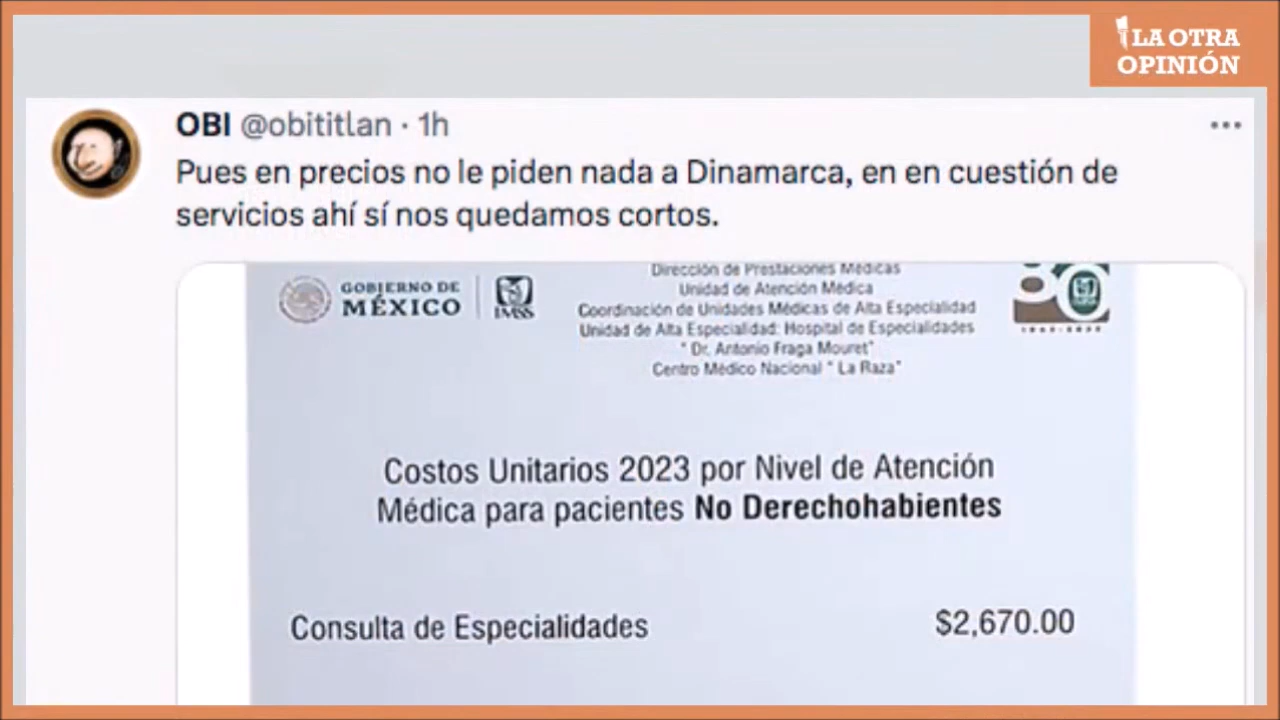 LA OTRA
OPINIÓN
OBI @obititlan · 1h
Pues en precios no le piden nada a Dinamarca, en en cuestión de
servicios ahí sí nos quedamos cortos.
Dirección de Prestaciones Médicas
GOBIERNO DE
MÉXICO
IMSS
Unidad de Atención Médica
Coordinación de Unidades Médicas de Alta Especialidad
Unidad de Alta Especialidad: Hospital de Especialidades
" Dr. Antonio Fraga Mouret"
Centro Médico Nacional " La Raza"
Costos Unitarios 2023 por Nivel de Atención
Médica para pacientes No Derechohabientes
Consulta de Especialidades $2,670.00